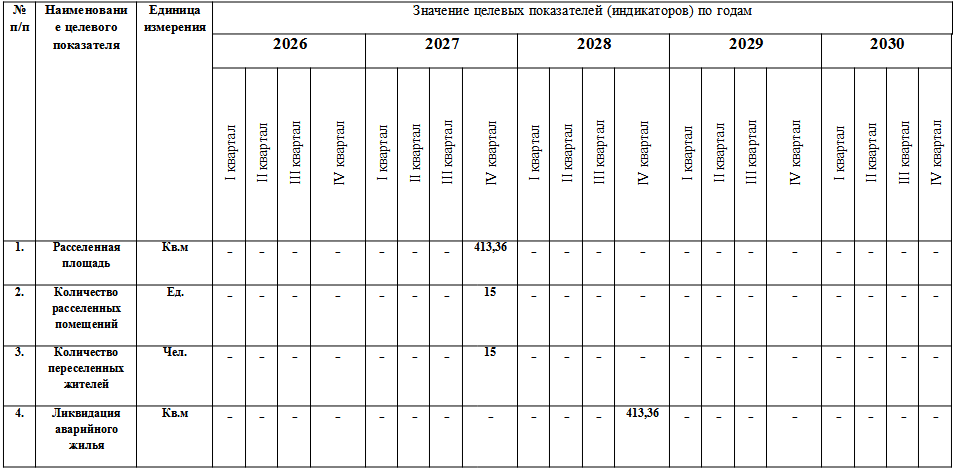 № п/п Наименовани е целевого показателя Единица измерения Значение целевых показателей (индикаторов) по годам
2026 2027 2028 2029 2030
I квартал II квартал III квартал IV квартал I квартал II квартал III квартал IV квартал I квартал II квартал III квартал IV квартал I квартал II квартал III квартал IV квартал I квартал II квартал III квартал IV квартал
1. Расселенная площадь Кв.м – – – – – – – 413,36 – – – – – – – – – – – –
2. Количество расселенных помещений Ед. – – – – – – – 15 – – – – – – – – – – – –
3. Количество переселенных жителей Чел. – – – – – – – 15 – – – – – – – – – – – –
4. Ликвидация аварийного жилья Кв.м – – – – – – – – – – – 413,36 – – – – – – – –